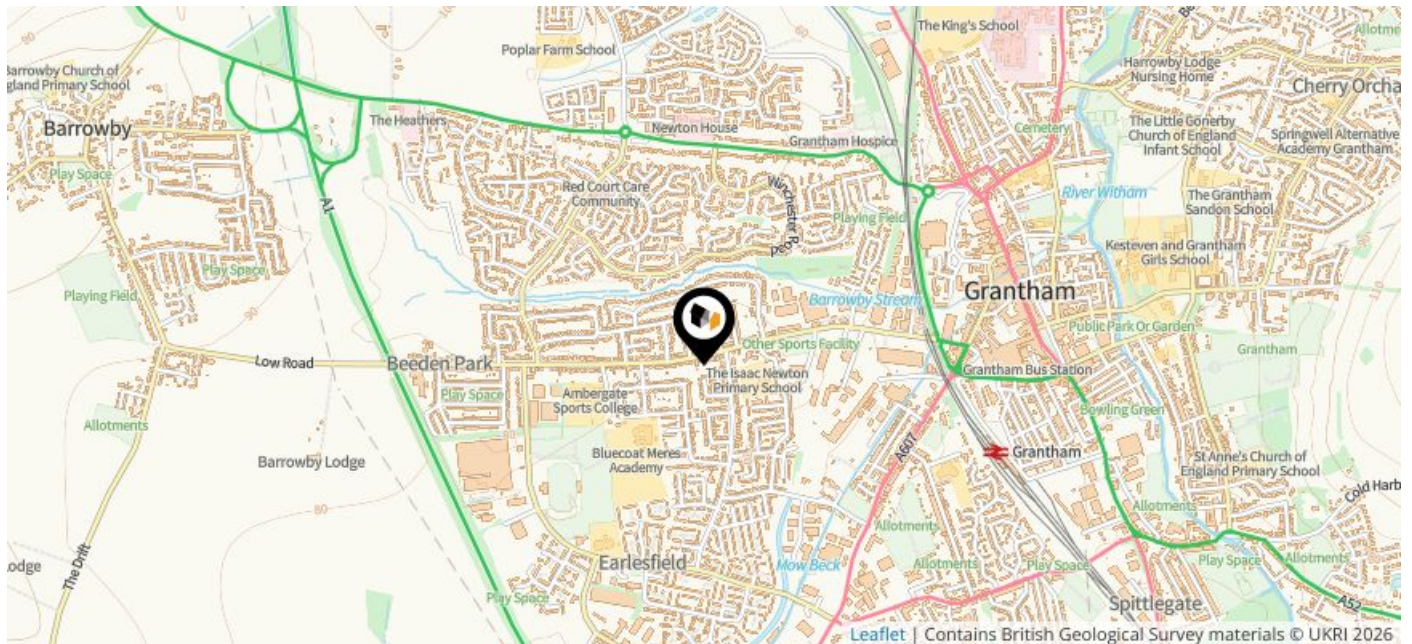 The King's School
Poplar Farm School
Harrowby Lodge
Nursing Home
Barrowby Church of
gland Primary School
Cherry Orcha
Barrowby
The Heathers
Newton House
Cemetery
The Little Gonerby
Church of England
Infant School
Springwell Alternative
Academy Grantham
Grantham Hospice
Play Space
A1
Red Court Care
Community
Winchester R
River Witham
The Grantham
Sandon School
Playing Field
Kesteven and Grantham
Girls' School
Play Space
Playing Field
Barrowby Stream
Grantham
Public Park Or Garden
Low Road
Beeden Park
Other Sports Facility
Grantham
The Isaac Newton
Primary School
Grantham Bus Station
Play Space
Ambergate
Sports College
Bowling Green
Allotments
Barrowby Lodge
Bluecoat Meres
Academy
A607
Grantham
St Anne's Church of
England Primary School
Cold Harb
Allotments
Allotments
The Drift
odge
Earlesfield
Mow Beck
Allotments
Play Space
Play Space
Allotments
Play Space
Spittlegate
A52
Leaflet | Contains British Geological Survey materials © UKRI 2026